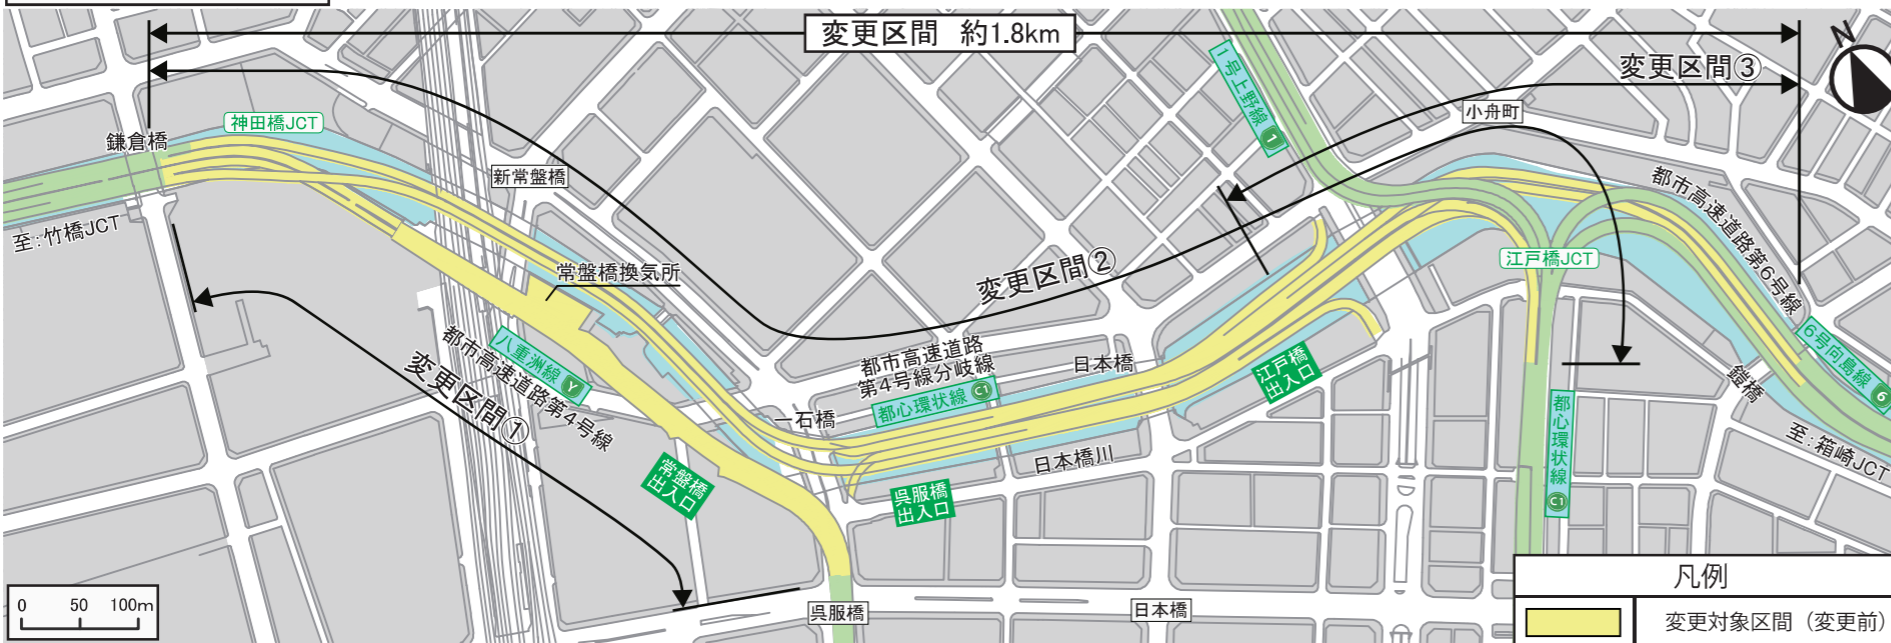 変更区間 約1.8km
N
変更区間③
1号上野線 1
小舟町
神田橋JCT
鎌倉橋
新常盤橋
都市高速道路第6号線
至:竹橋JCT
常盤橋換気所
変更区間②
江戸橋JCT
6号向島線 6
八重洲線 Y
都市高速道路第4号線
変更区間①
都市高速道路
第4号線分岐線
都心環状線 C1
日本橋
江戸橋
出入口
鎧橋
一石橋
都心環状線 C1
至:箱崎JCT
日本橋川
常盤橋
出入口
呉服橋
出入口
0 50 100m
呉服橋
日本橋
凡例
変更対象区間（変更前）